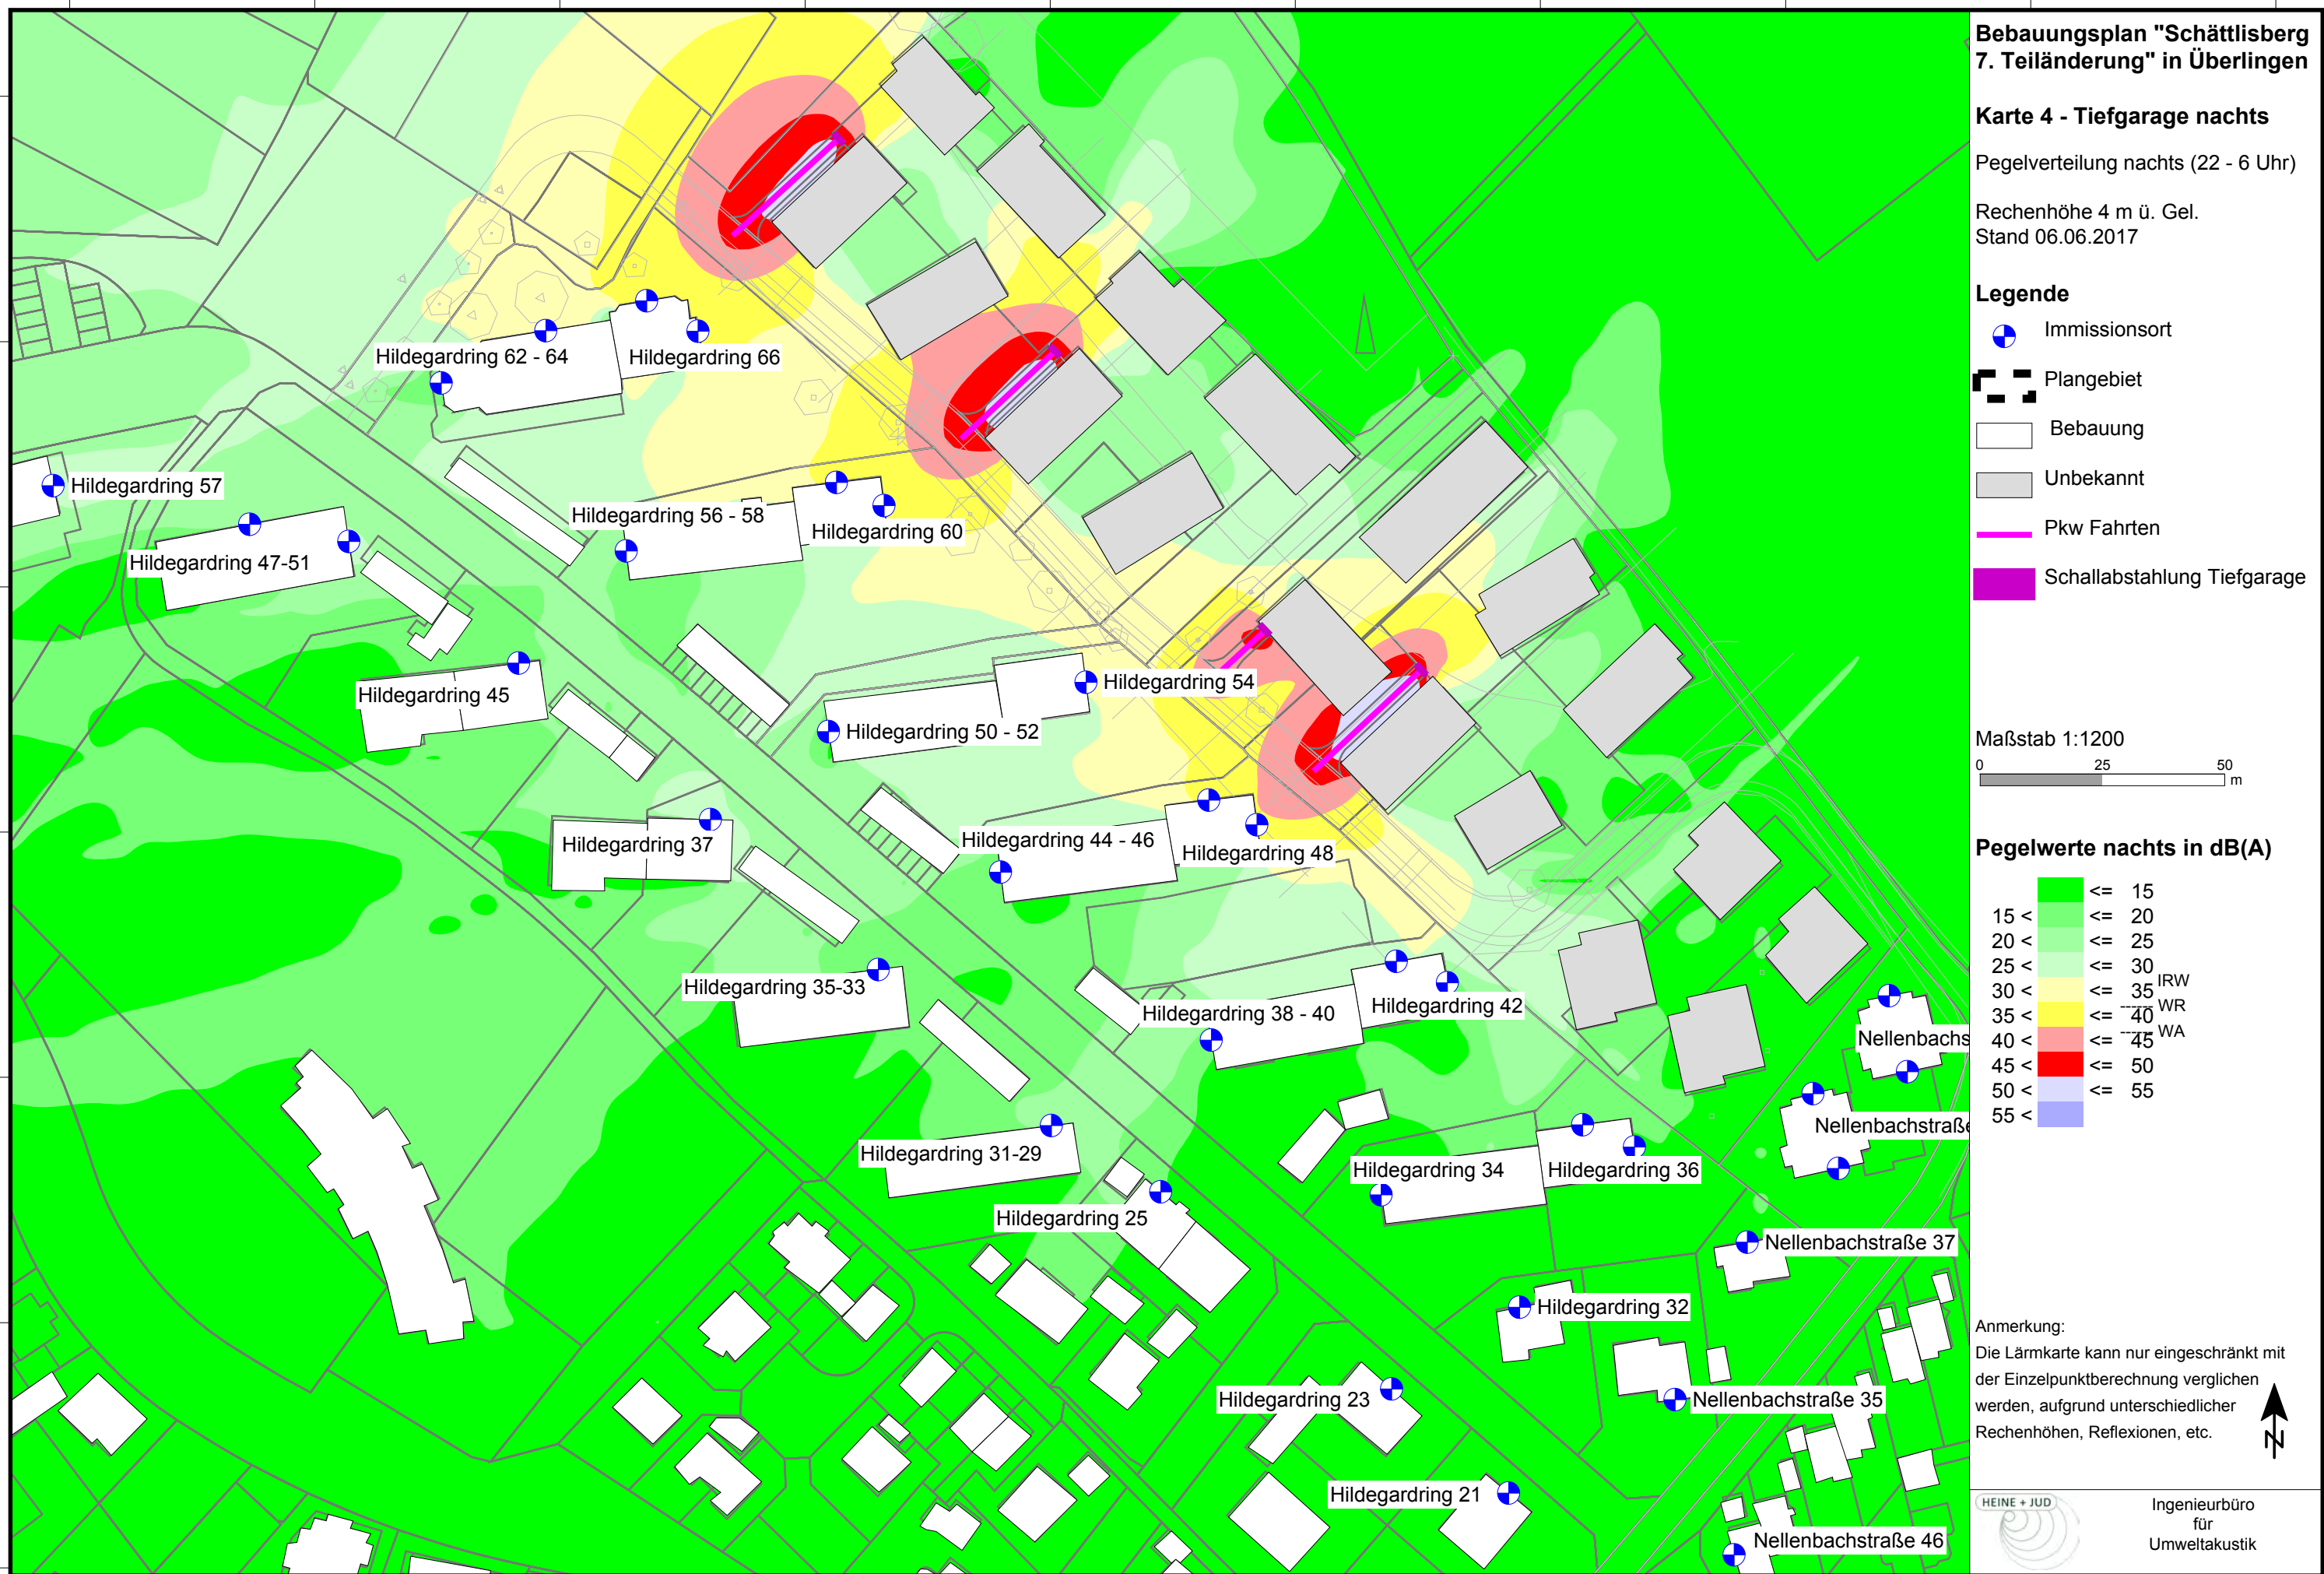 Bebauungsplan "Schättlisberg
7. Teiländerung" in Überlingen
Karte 4 - Tiefgarage nachts
Pegelverteilung nachts (22 - 6 Uhr)
Rechenhöhe 4 m ü. Gel.
Stand 06.06.2017
Legende
Immissionsort
Plangebiet
Bebauung
Unbekannt
Pkw Fahrten
Schallabstahlung Tiefgarage
Maßstab 1:1200
0 25 50
m
Pegelwerte nachts in dB(A)
<= 15
15 < <= 20
20 < <= 25
25 < <= 30
30 < <= 35 IRW
35 < <= 40 WR
40 < <= 45 WA
45 < <= 50
50 < <= 55
55 <
Anmerkung:
Die Lärmkarte kann nur eingeschränkt mit
der Einzelpunktberechnung verglichen
werden, aufgrund unterschiedlicher
Rechenhöhen, Reflexionen, etc.
N
HEINE + JUD
Ingenieurbüro
für
Umweltakustik
Hildegardring 62 - 64
Hildegardring 66
Hildegardring 57
Hildegardring 56 - 58
Hildegardring 60
Hildegardring 47-51
Hildegardring 45
Hildegardring 54
Hildegardring 50 - 52
Hildegardring 37
Hildegardring 44 - 46
Hildegardring 48
Hildegardring 35-33
Hildegardring 38 - 40
Hildegardring 42
Nellenbachs
Nellenbachstraße
Hildegardring 31-29
Hildegardring 34
Hildegardring 36
Hildegardring 25
Nellenbachstraße 37
Hildegardring 32
Hildegardring 23
Nellenbachstraße 35
Hildegardring 21
Nellenbachstraße 46